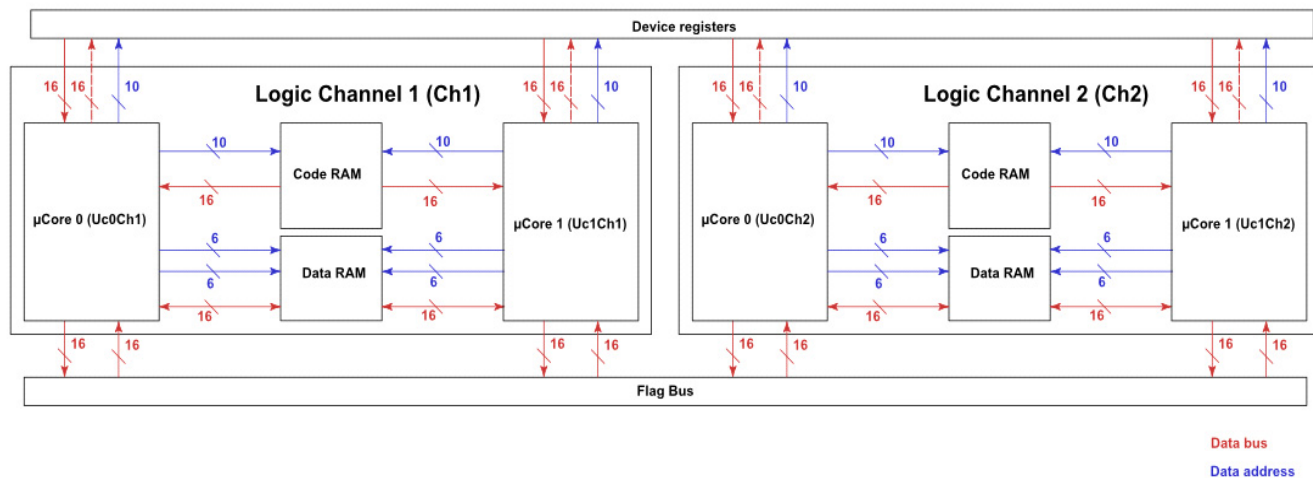 Device registers
16 16 10 16 16 10 16 16 10 16 16 10
Logic Channel 1 (Ch1) Logic Channel 2 (Ch2)
10 10 10 10
Code RAM Code RAM
16 16 16 16
µCore 0 (Uc0Ch1) µCore 1 (Uc1Ch1) µCore 0 (Uc0Ch2) µCore 1 (Uc1Ch2)
6 6 6 6
Data RAM Data RAM
6 6 6 6
16 16 16 16
16 16 16 16 16 16 16 16
Flag Bus
Data bus
Data address